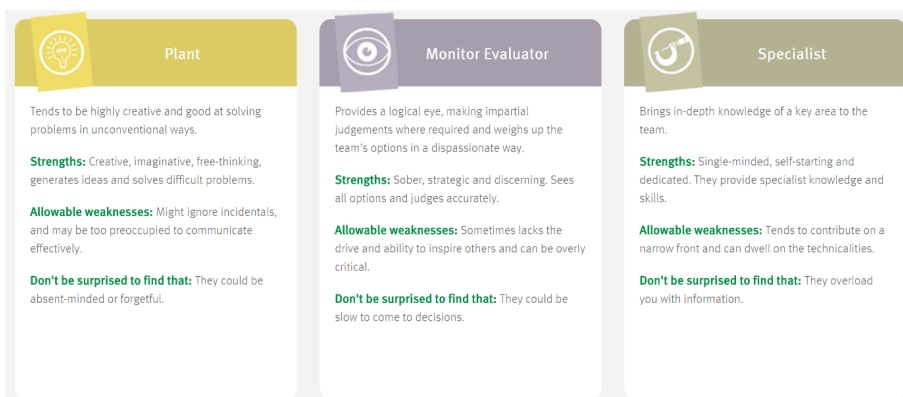 Plant
Tends to be highly creative and good at solving
problems in unconventional ways.
Strengths: Creative, imaginative, free-thinking,
generates ideas and solves difficult problems.
Allowable weaknesses: Might ignore incidentals,
and may be too preoccupied to communicate
effectively.
Don't be surprised to find that: They could be
absent-minded or forgetful.
Monitor Evaluator
Provides a logical eye, making impartial
judgements where required and weighs up the
team's options in a dispassionate way.
Strengths: Sober, strategic and discerning. Sees
all options and judges accurately.
Allowable weaknesses: Sometimes lacks the
drive and ability to inspire others and can be overly
critical.
Don't be surprised to find that: They could be
slow to come to decisions.
Specialist
Brings in-depth knowledge of a key area to the
team.
Strengths: Single-minded, self-starting and
dedicated. They provide specialist knowledge and
skills.
Allowable weaknesses: Tends to contribute on a
narrow front and can dwell on the technicalities.
Don't be surprised to find that: They overload
you with information.